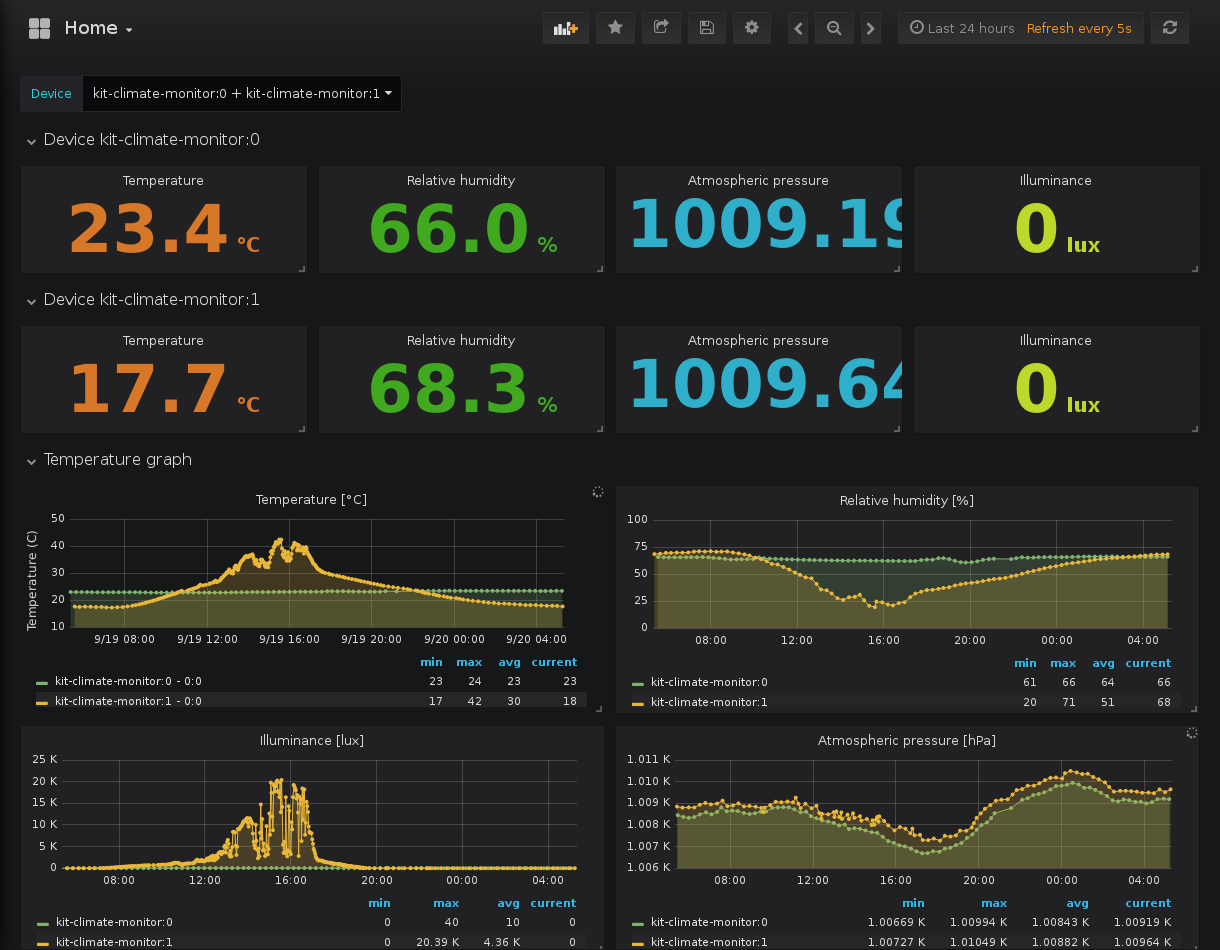 Home
Last 24 hours Refresh every 5s
Device kit-climate-monitor:0 + kit-climate-monitor:1
Device kit-climate-monitor:0
Temperature Relative humidity Atmospheric pressure Illuminance
23.4 °C 66.0 % 1009.19 0 lux
Device kit-climate-monitor:1
Temperature Relative humidity Atmospheric pressure Illuminance
17.7 °C 68.3 % 1009.64 0 lux
Temperature graph
Temperature [°C]
Temperature (C)
50
40
30
20
10
9/19 08:00 9/19 12:00 9/19 16:00 9/19 20:00 9/20 00:00 9/20 04:00
min max avg current
kit-climate-monitor:0 - 0:0 23 24 23 23
kit-climate-monitor:1 - 0:0 17 42 30 18
Relative humidity [%]
100
75
50
25
0
08:00 12:00 16:00 20:00 00:00 04:00
min max avg current
kit-climate-monitor:0 61 66 64 66
kit-climate-monitor:1 20 71 51 68
Illuminance [lux]
25 K
20 K
15 K
10 K
5 K
0
08:00 12:00 16:00 20:00 00:00 04:00
min max avg current
kit-climate-monitor:0 0 40 10 0
kit-climate-monitor:1 0 20.39 K 4.36 K 0
Atmospheric pressure [hPa]
1.011 K
1.010 K
1.009 K
1.008 K
1.007 K
1.006 K
08:00 12:00 16:00 20:00 00:00 04:00
min max avg current
kit-climate-monitor:0 1.00669 K 1.00994 K 1.00843 K 1.00919 K
kit-climate-monitor:1 1.00727 K 1.01049 K 1.00882 K 1.00964 K